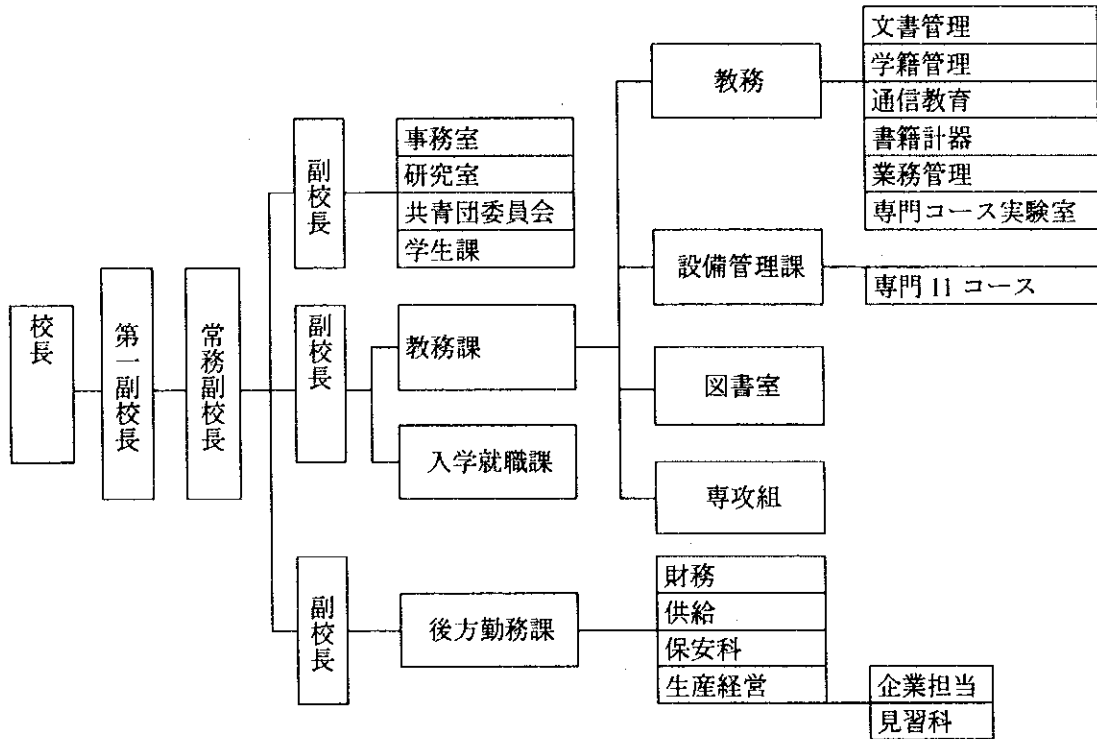 校長
第一副校長
常務副校長
副校長
事務室
研究室
共青団委員会
学生課
副校長
教務課
入学就職課
教務
文書管理
学籍管理
通信教育
書籍計器
業務管理
専門コース実験室
設備管理課
専門11コース
図書室
専攻組
副校長
後方勤務課
財務
供給
保安科
生産経営
企業担当
見習科